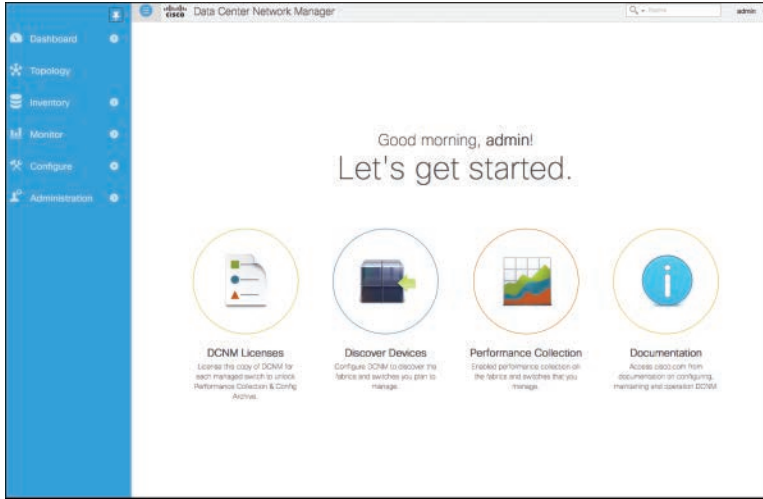 cisco Data Center Network Manager
Name
admin
Dashboard
Topology
Inventory
Monitor
Configure
Administration
Good morning, admin!
Let's get started.
DCNM Licenses
License this copy of DCNM for
each managed switch to unlock
Performance Collection & Config
Archive.
Discover Devices
Configure DCNM to discover the
fabrics and switches you plan to
manage.
Performance Collection
Enabled performance collection on
the fabrics and switches that you
manage.
Documentation
Access cisco.com from
documentation on configuring,
maintaining and operation DCNM